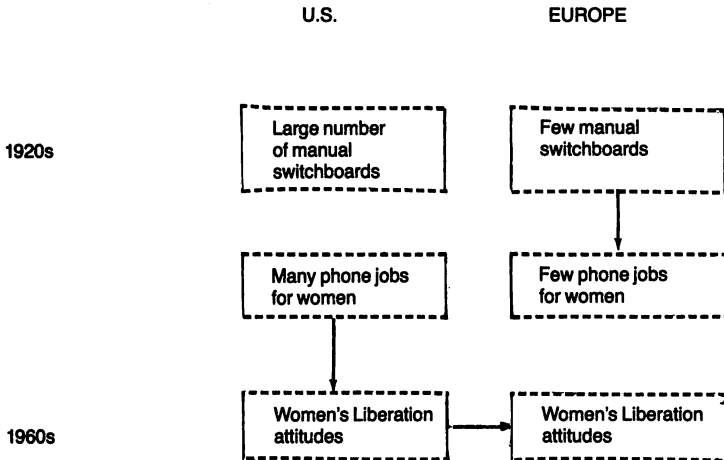 U.S.
EUROPE
1920s
Large number
of manual
switchboards
Few manual
switchboards
Many phone jobs
for women
Few phone jobs
for women
1960s
Women's Liberation
attitudes
Women's Liberation
attitudes